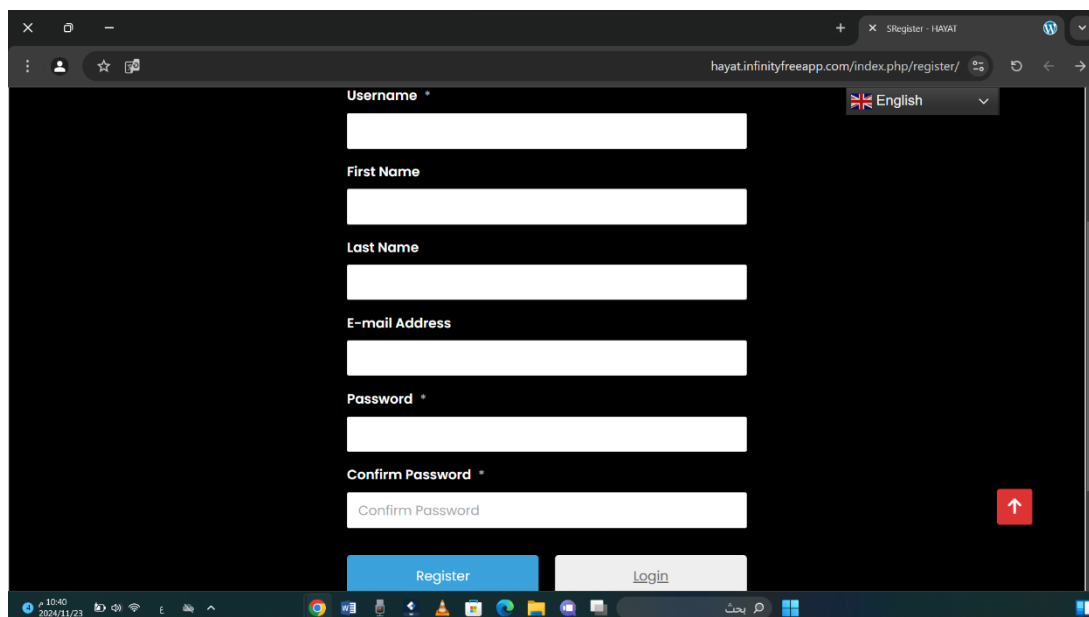 SRegister - HAYAT
hayat.infinityfreeapp.com/index.php/register/
English
Username *
First Name
Last Name
E-mail Address
Password *
Confirm Password *
Confirm Password
Register
Login
4
10:40 م
2024/11/23
ع
بحث